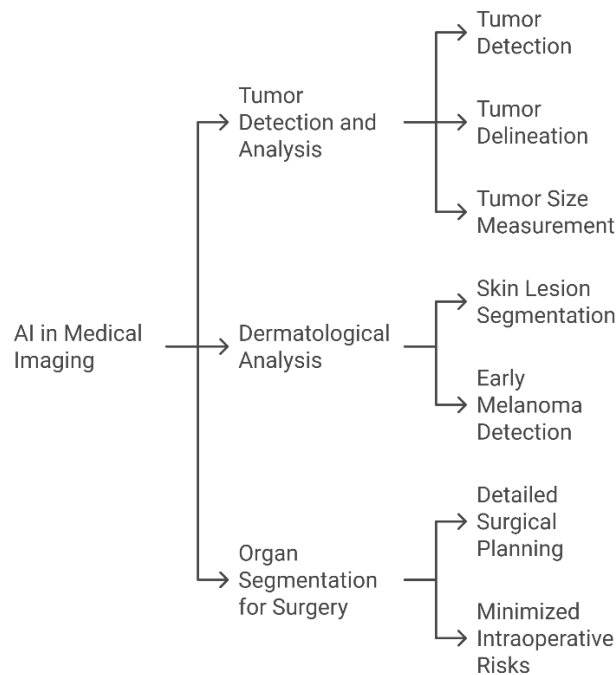 AI in Medical
Imaging
Tumor
Detection and
Analysis
Tumor
Detection
Tumor
Delineation
Tumor Size
Measurement
Dermatological
Analysis
Skin Lesion
Segmentation
Early
Melanoma
Detection
Organ
Segmentation
for Surgery
Detailed
Surgical
Planning
Minimized
Intraoperative
Risks